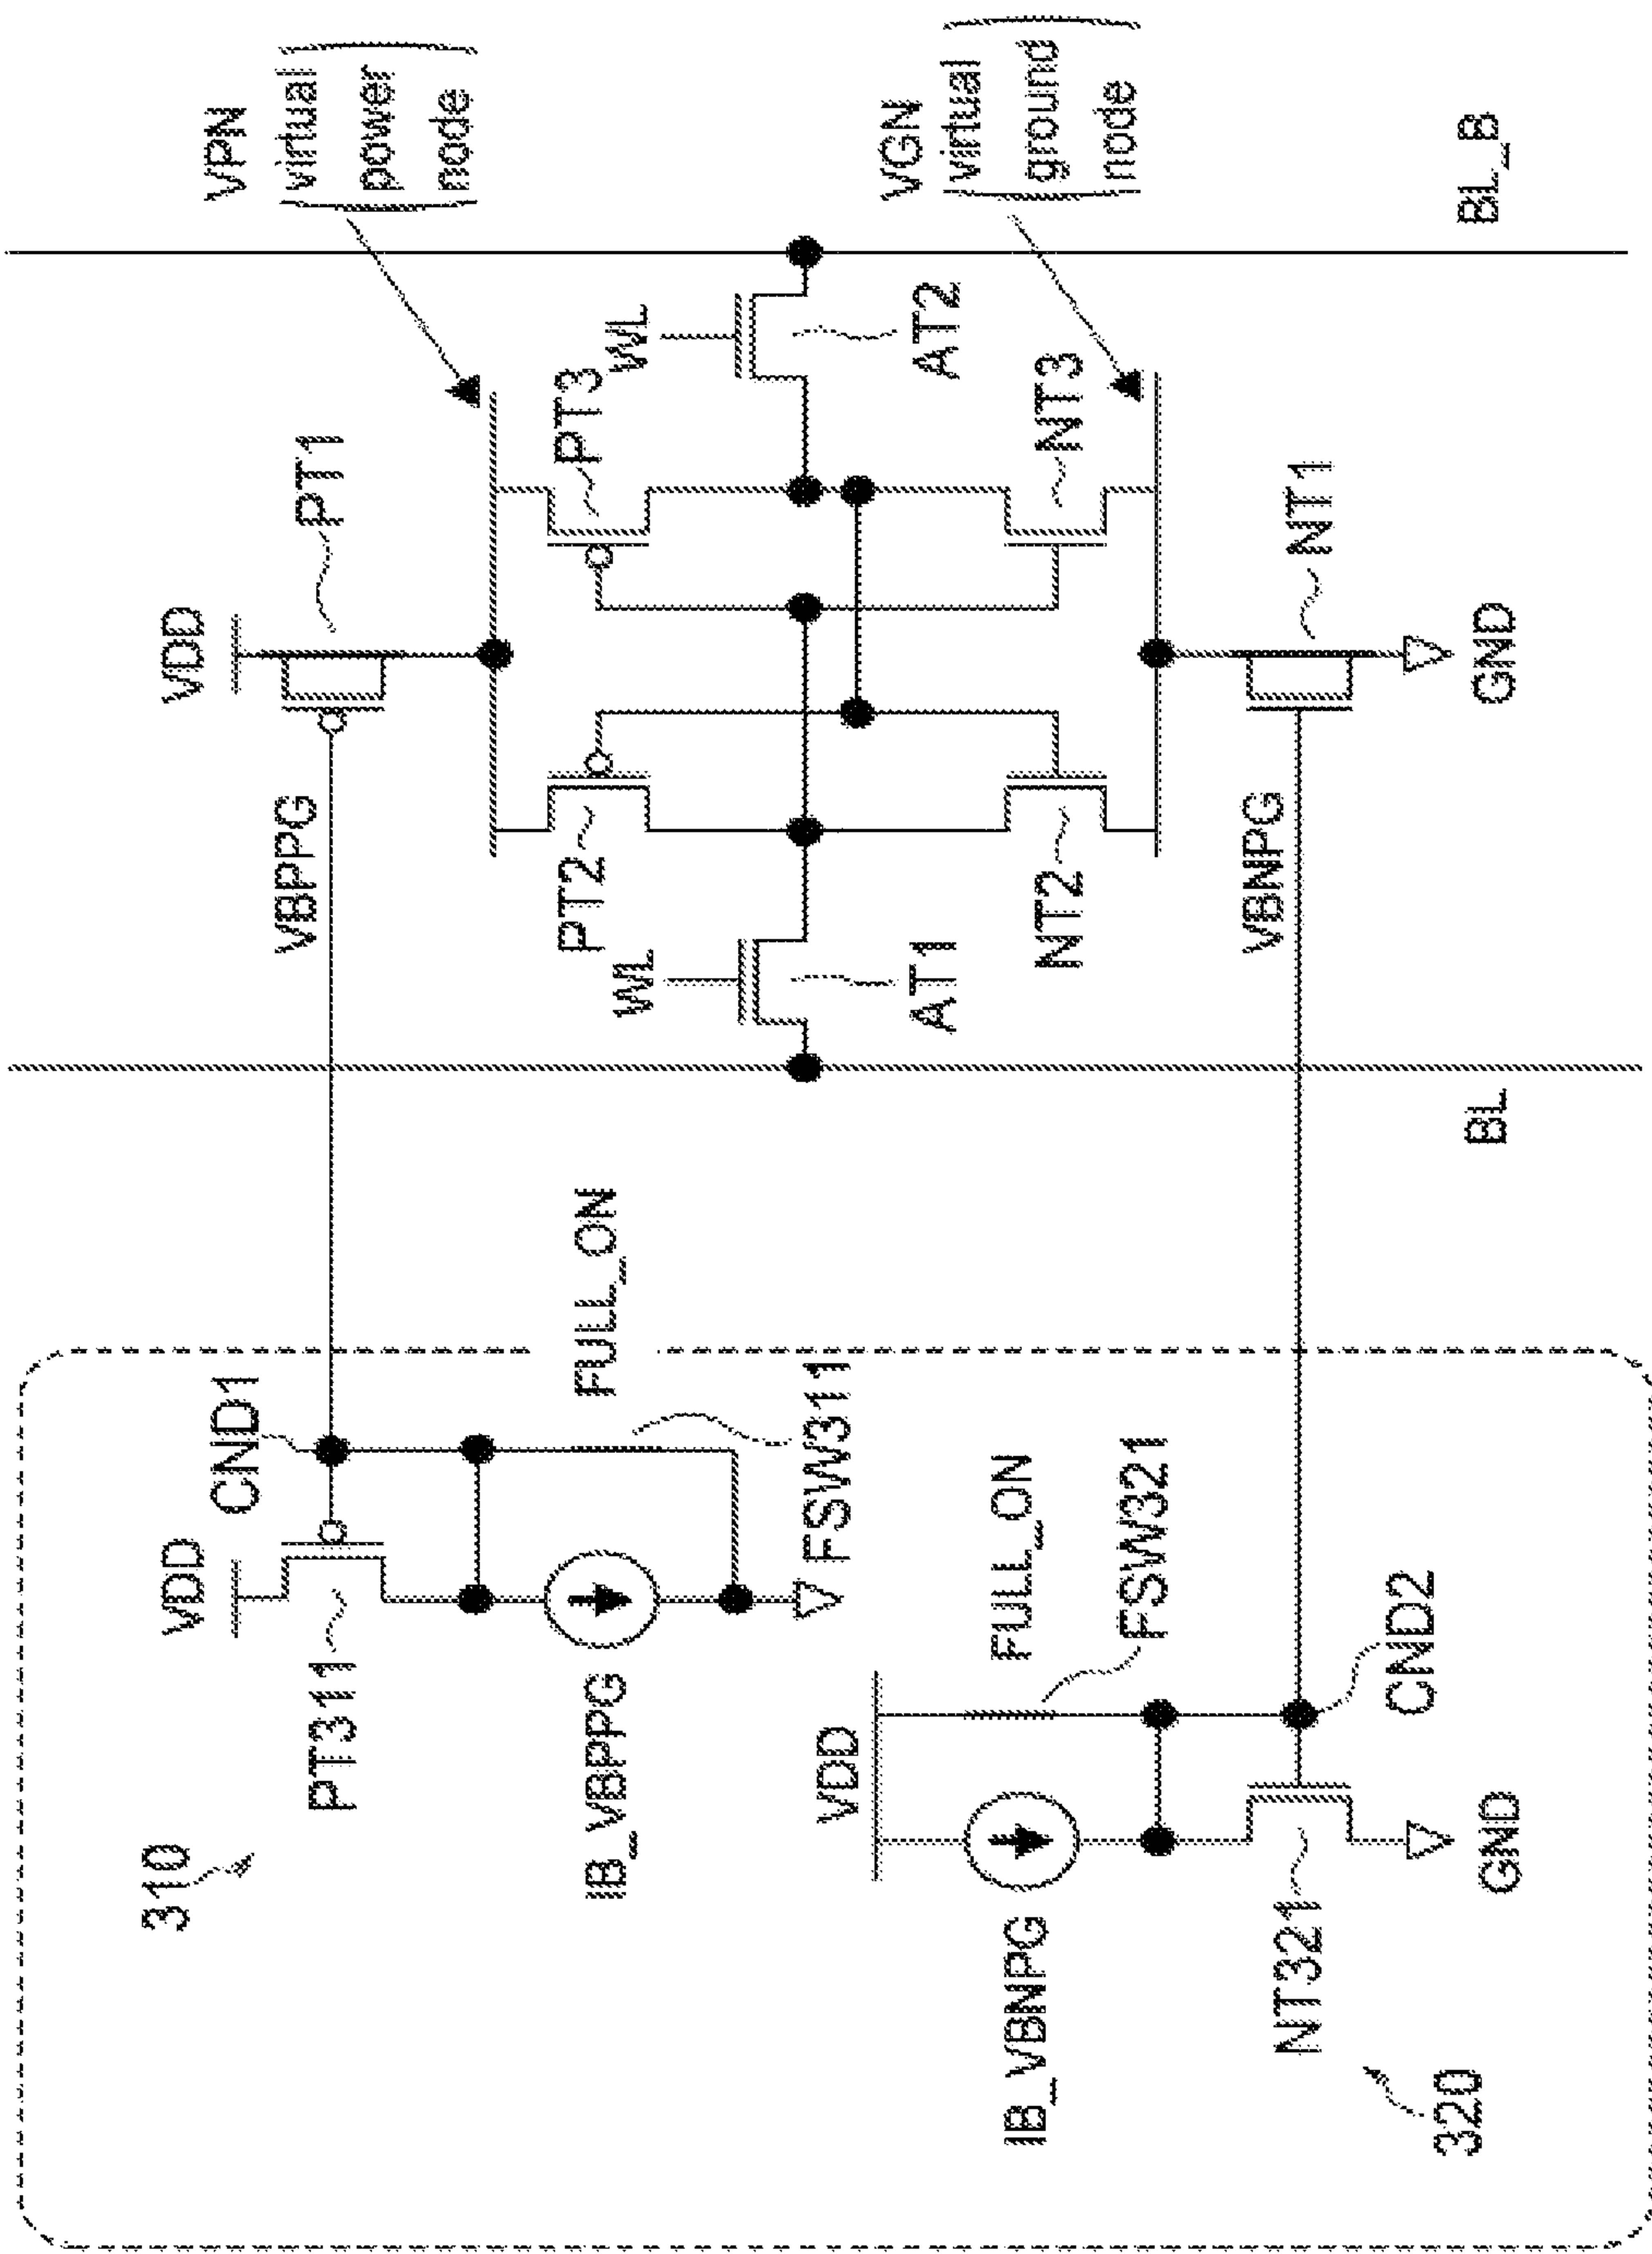 310
VDD
CND1
PT311
IB_VBPPG
FULL_ON
FSW311
VDD
FULL_ON
FSW321
IB_VBNPG
NT321
CND2
GND
320
VBPPG
VDD
PT1
VPN
virtual
power
node
PT2
PT3
WL
AT1
WL
AT2
NT2
NT3
VGN
virtual
ground
node
VBNPG
NT1
GND
BL
BL_B